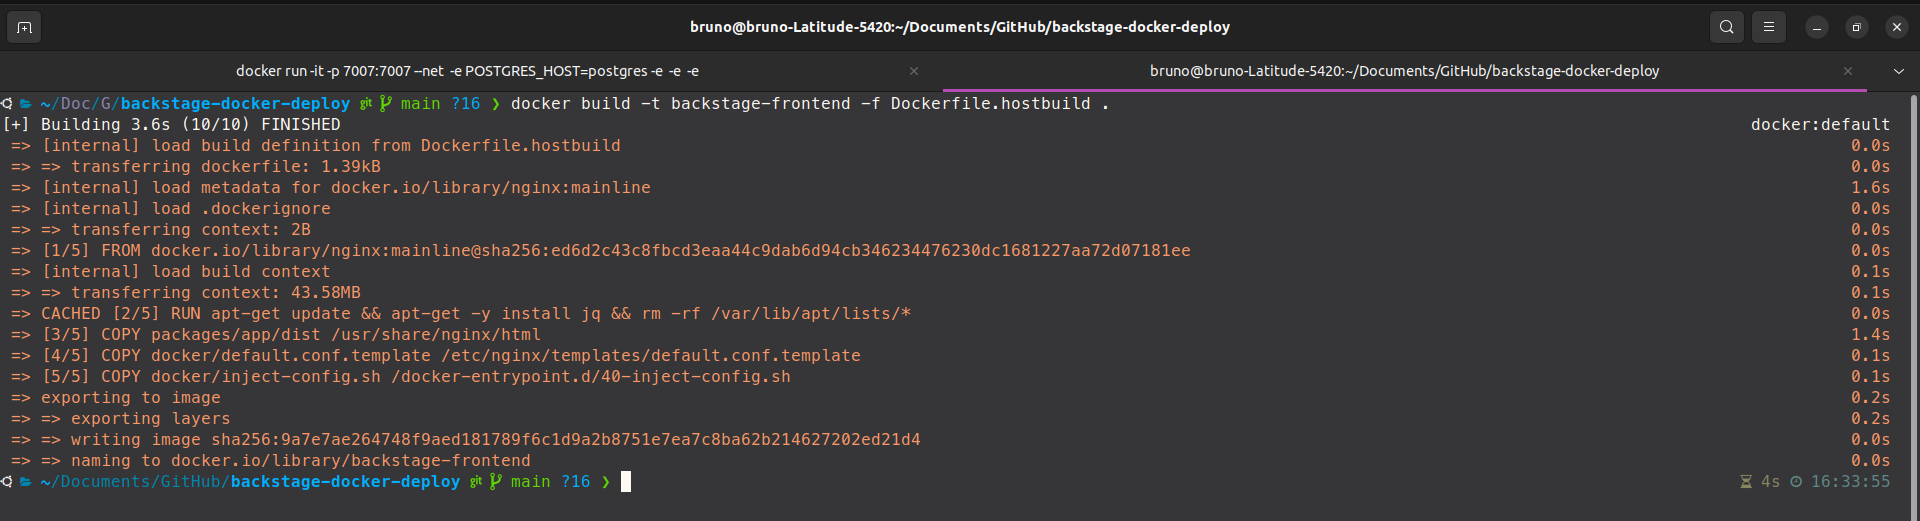 bruno@bruno-Latitude-5420:~/Documents/GitHub/backstage-docker-deploy
docker run -it -p 7007:7007 --net -e POSTGRES_HOST=postgres -e -e -e
bruno@bruno-Latitude-5420:~/Documents/GitHub/backstage-docker-deploy
~/Doc/G/backstage-docker-deploy git main ?16 ❯ docker build -t backstage-frontend -f Dockerfile.hostbuild .
[+] Building 3.6s (10/10) FINISHED docker:default
=> [internal] load build definition from Dockerfile.hostbuild 0.0s
=> => transferring dockerfile: 1.39kB 0.0s
=> [internal] load metadata for docker.io/library/nginx:mainline 1.6s
=> [internal] load .dockerignore 0.0s
=> => transferring context: 2B 0.0s
=> [1/5] FROM docker.io/library/nginx:mainline@sha256:ed6d2c43c8fbcd3eaa44c9dab6d94cb346234476230dc1681227aa72d07181ee 0.0s
=> [internal] load build context 0.1s
=> => transferring context: 43.58MB 0.1s
=> CACHED [2/5] RUN apt-get update && apt-get -y install jq && rm -rf /var/lib/apt/lists/* 0.0s
=> [3/5] COPY packages/app/dist /usr/share/nginx/html 1.4s
=> [4/5] COPY docker/default.conf.template /etc/nginx/templates/default.conf.template 0.1s
=> [5/5] COPY docker/inject-config.sh /docker-entrypoint.d/40-inject-config.sh 0.1s
=> exporting to image 0.2s
=> => exporting layers 0.2s
=> => writing image sha256:9a7e7ae264748f9aed181789f6c1d9a2b8751e7ea7c8ba62b214627202ed21d4 0.0s
=> => naming to docker.io/library/backstage-frontend 0.0s
~/Documents/GitHub/backstage-docker-deploy git main ?16 ❯ 4s 16:33:55